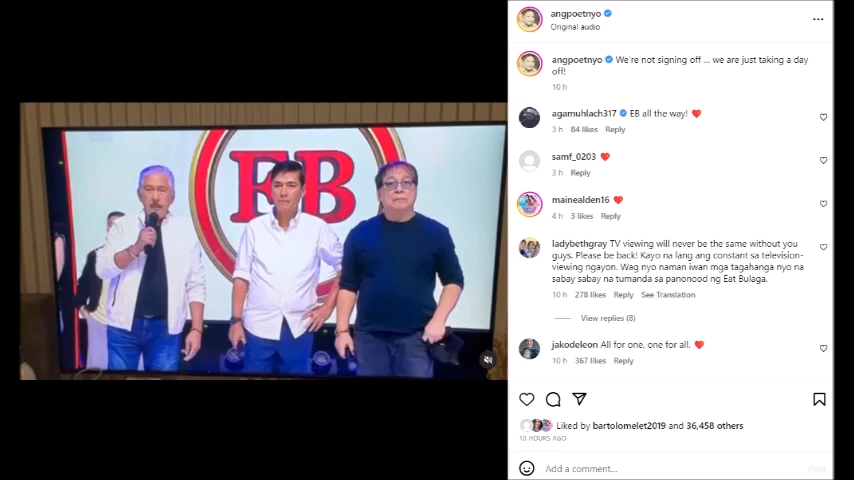 EB
angpoetnyo
Original audio
angpoetnyo We're not signing off ... we are just taking a day
off!
10 h
agamuhlach317 EB all the way! ❤️
3 h 84 likes Reply
samf_0203 ❤️
3 h Reply
mainealden16 ❤️
4 h 3 likes Reply
ladybethgray TV viewing will never be the same without you
guys. Please be back! Kayo na lang ang constant sa television-
viewing ngayon. Wag nyo naman iwan mga tagahanga nyo na
sabay sabay na tumanda sa panonood ng Eat Bulaga.
10 h 278 likes Reply See Translation
View replies (8)
jakodeleon All for one, one for all. ❤️
10 h 367 likes Reply
Liked by bartolomelet2019 and 36,458 others
10 HOURS AGO
Add a comment...
Post